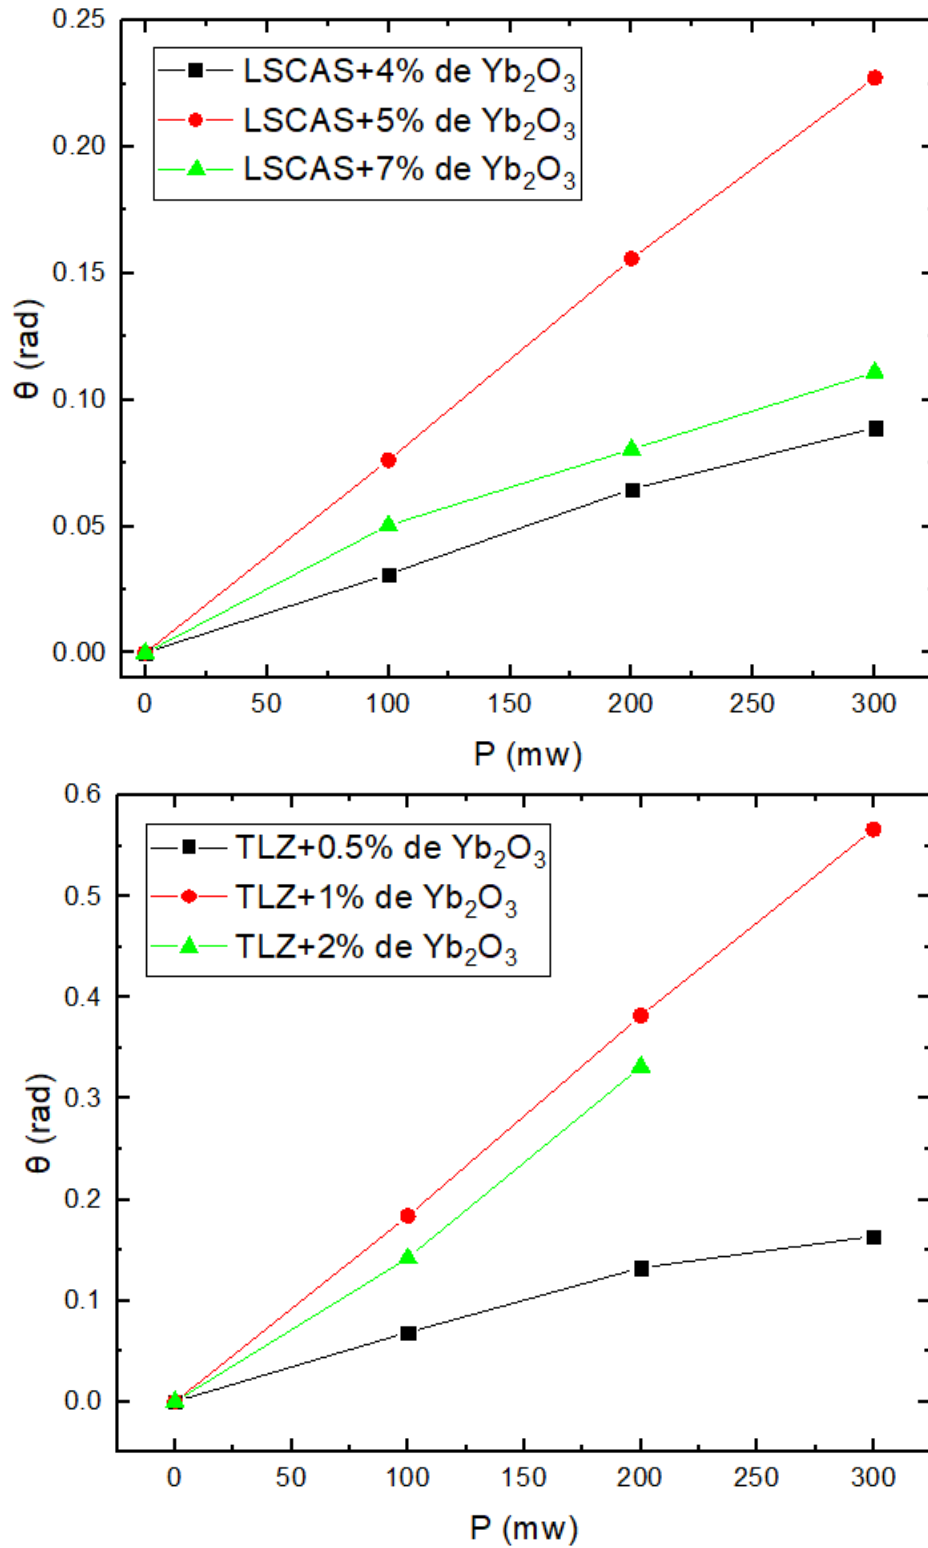 0.25
LSCAS+4% de Yb₂O₃
LSCAS+5% de Yb₂O₃
LSCAS+7% de Yb₂O₃
0.20
0.15
0.10
0.05
0.00
θ (rad)
0 50 100 150 200 250 300
P (mw)
0.6
TLZ+0.5% de Yb₂O₃
TLZ+1% de Yb₂O₃
TLZ+2% de Yb₂O₃
0.5
0.4
0.3
0.2
0.1
0.0
θ (rad)
0 50 100 150 200 250 300
P (mw)